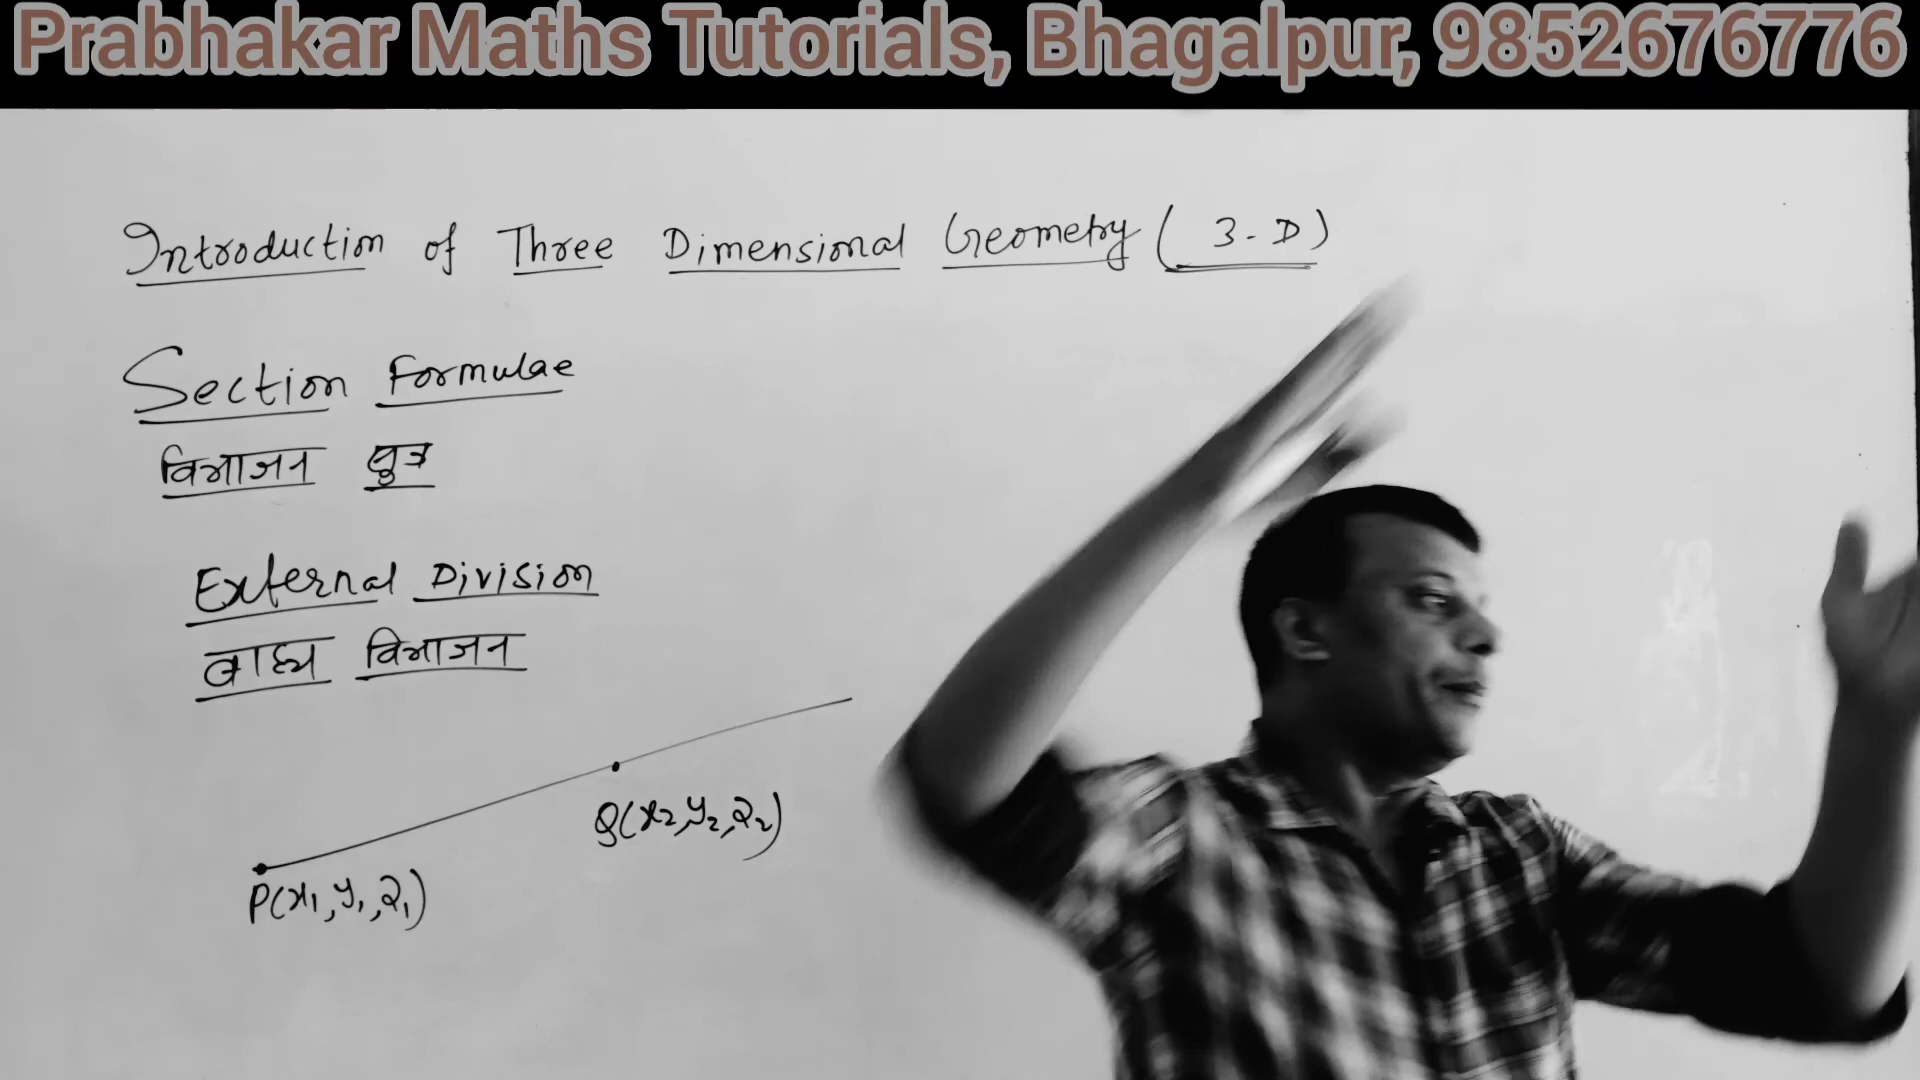 Prabhakar Maths Tutorials, Bhagalpur, 9852676776
Introduction of Three Dimensional Geometry ( 3-D )
Section Formulae
विभाजन सूत्र
External Division
बाह्य विभाजन
Q(x₂,y₂,z₂)
P(x₁,y₁,z₁)